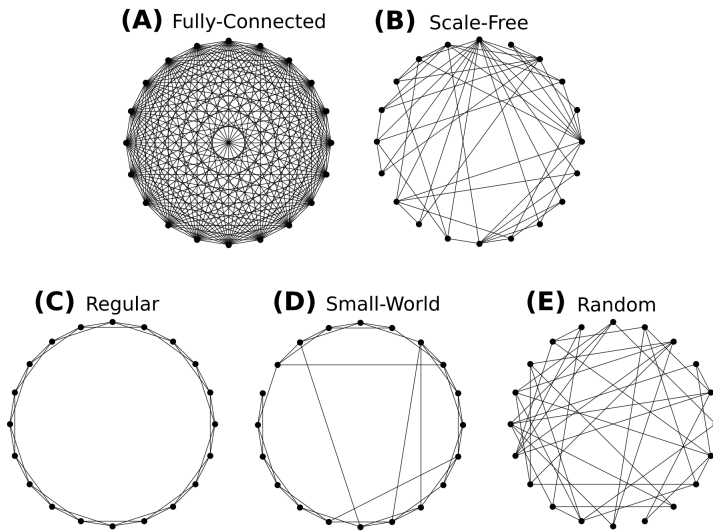 (A) Fully-Connected
(B) Scale-Free
(C) Regular
(D) Small-World
(E) Random